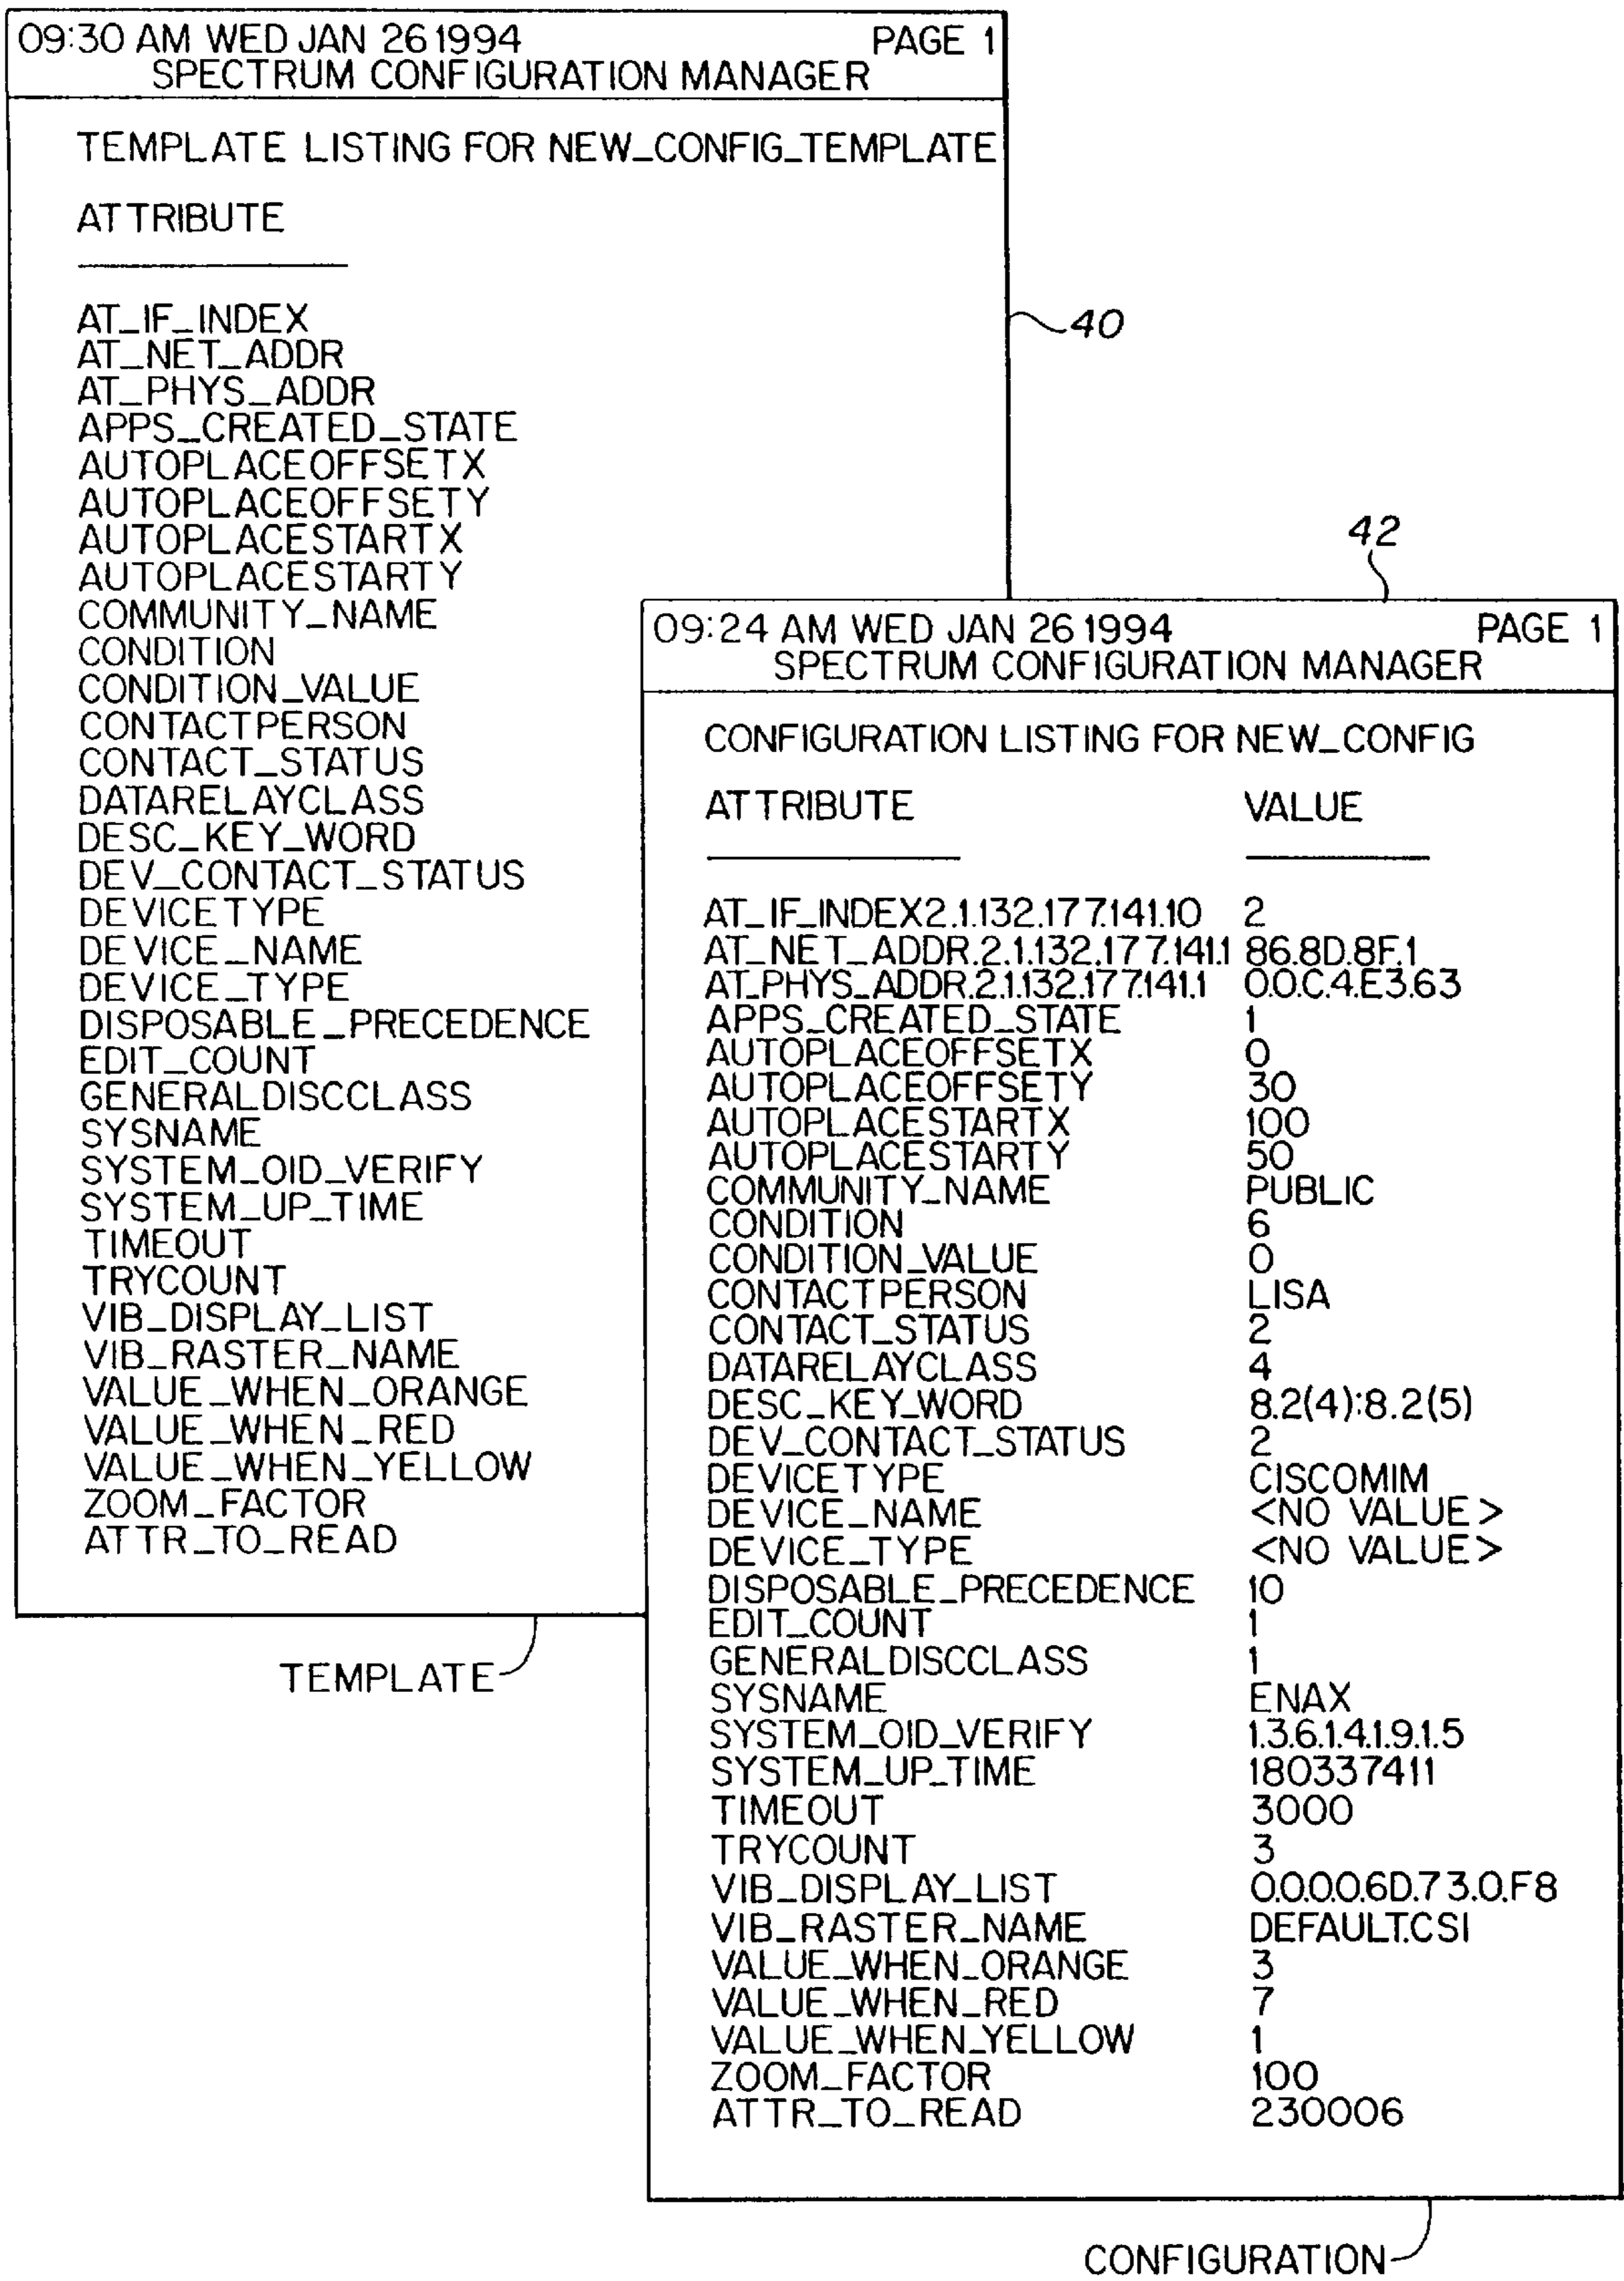 09:30 AM WED JAN 26 1994 PAGE 1
SPECTRUM CONFIGURATION MANAGER
TEMPLATE LISTING FOR NEW_CONFIG_TEMPLATE
ATTRIBUTE
AT_IF_INDEX
AT_NET_ADDR
AT_PHYS_ADDR
APPS_CREATED_STATE
AUTOPLACEOFFSETX
AUTOPLACEOFFSETY
AUTOPLACESTARTX
AUTOPLACESTARTY
COMMUNITY_NAME
CONDITION
CONDITION_VALUE
CONTACTPERSON
CONTACT_STATUS
DATARELAYCLASS
DESC_KEY_WORD
DEV_CONTACT_STATUS
DEVICETYPE
DEVICE_NAME
DEVICE_TYPE
DISPOSABLE_PRECEDENCE
EDIT_COUNT
GENERALDISCCLASS
SYSNAME
SYSTEM_OID_VERIFY
SYSTEM_UP_TIME
TIMEOUT
TRYCOUNT
VIB_DISPLAY_LIST
VIB_RASTER_NAME
VALUE_WHEN_ORANGE
VALUE_WHEN_RED
VALUE_WHEN_YELLOW
ZOOM_FACTOR
ATTR_TO_READ
40
TEMPLATE
42
09:24 AM WED JAN 26 1994 PAGE 1
SPECTRUM CONFIGURATION MANAGER
CONFIGURATION LISTING FOR NEW_CONFIG
ATTRIBUTE VALUE
AT_IF_INDEX2.1.132.177.141.10 2
AT_NET_ADDR.2.1.132.177.141.1 86.8D.8F.1
AT_PHYS_ADDR.2.1.132.177.141.1 0.0.C.4.E3.63
APPS_CREATED_STATE 1
AUTOPLACEOFFSETX 0
AUTOPLACEOFFSETY 30
AUTOPLACESTARTX 100
AUTOPLACESTARTY 50
COMMUNITY_NAME PUBLIC
CONDITION 6
CONDITION_VALUE 0
CONTACTPERSON LISA
CONTACT_STATUS 2
DATARELAYCLASS 4
DESC_KEY_WORD 8.2(4):8.2(5)
DEV_CONTACT_STATUS 2
DEVICETYPE CISCOMIM
DEVICE_NAME <NO VALUE>
DEVICE_TYPE <NO VALUE>
DISPOSABLE_PRECEDENCE 10
EDIT_COUNT 1
GENERALDISCCLASS 1
SYSNAME ENAX
SYSTEM_OID_VERIFY 1.3.6.1.4.1.9.1.5
SYSTEM_UP_TIME 180337411
TIMEOUT 3000
TRYCOUNT 3
VIB_DISPLAY_LIST 0.0.0.0.6D.73.0.F8
VIB_RASTER_NAME DEFAULT.CSI
VALUE_WHEN_ORANGE 3
VALUE_WHEN_RED 7
VALUE_WHEN_YELLOW 1
ZOOM_FACTOR 100
ATTR_TO_READ 230006
CONFIGURATION